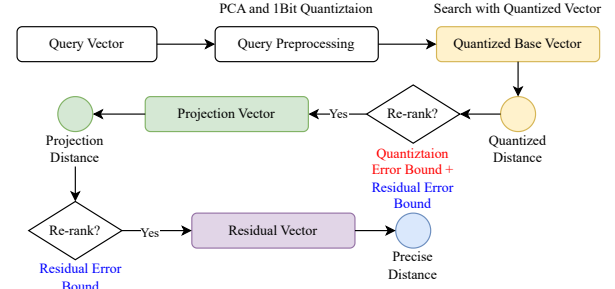 PCA and 1Bit Quantiztaion
Search with Quantized Vector
Query Vector
Query Preprocessing
Quantized Base Vector
Projection Vector
Yes
Re-rank?
Projection
Distance
Quantiztaion
Error Bound +
Residual Error
Bound
Quantized
Distance
Re-rank?
Yes
Residual Vector
Residual Error
Bound
Precise
Distance